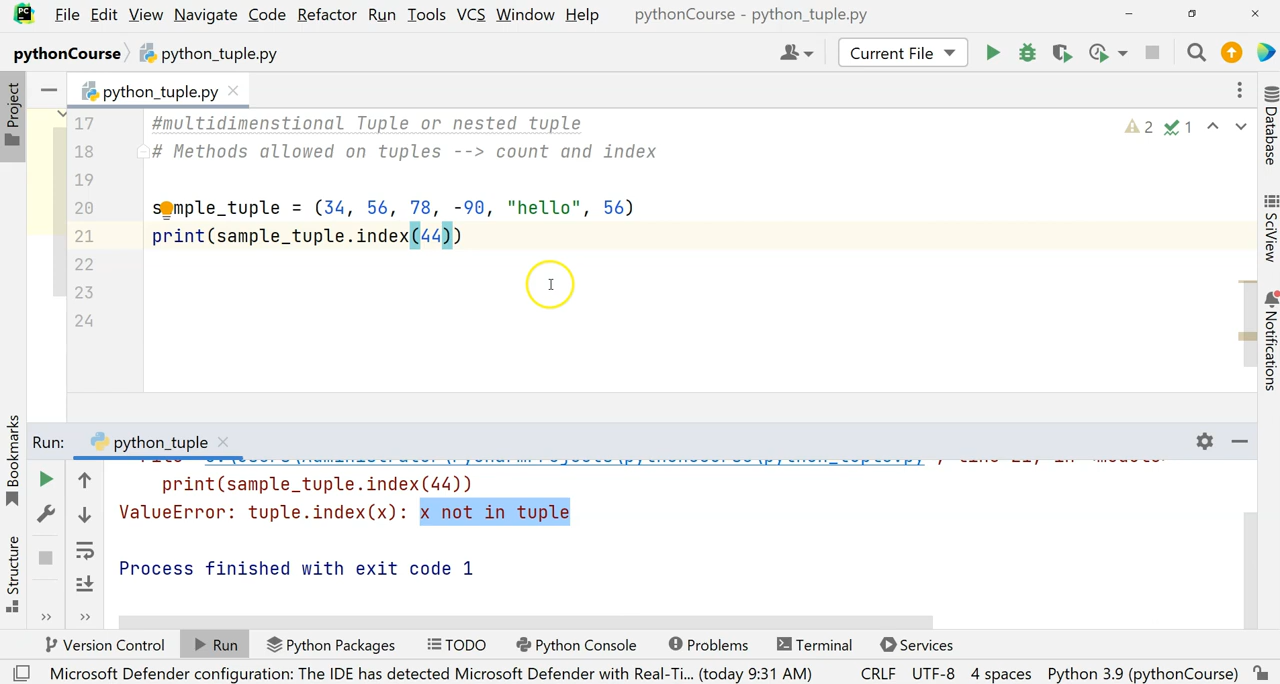 PC File Edit View Navigate Code Refactor Run Tools VCS Window Help pythonCourse - python_tuple.py
pythonCourse python_tuple.py Current File
Project
python_tuple.py
17 #multidimenstional Tuple or nested tuple 2 1
18 # Methods allowed on tuples --> count and index
19
20 s mple_tuple = (34, 56, 78, -90, "hello", 56)
21 print(sample_tuple.index(44))
22
23
24
Database
SciView
Notifications
Bookmarks
Structure
Run: python_tuple
print(sample_tuple.index(44))
ValueError: tuple.index(x): x not in tuple
Process finished with exit code 1
Version Control Run Python Packages TODO Python Console Problems Terminal Services
Microsoft Defender configuration: The IDE has detected Microsoft Defender with Real-Ti... (today 9:31 AM) CRLF UTF-8 4 spaces Python 3.9 (pythonCourse)